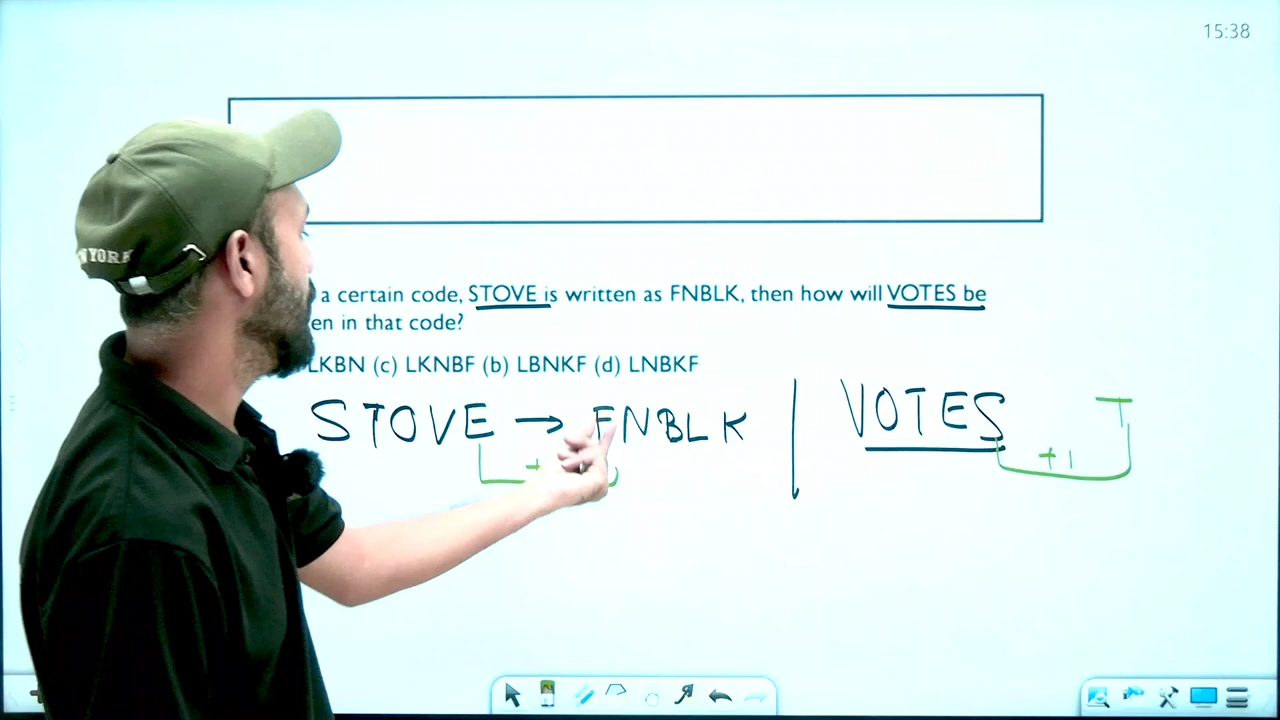 15:38
YORK
a certain code, STOVE is written as FNBLK, then how will VOTES be
en in that code?
LKBN (c) LKNBF (b) LBNKF (d) LNBKF
STOVE → FNBLK | VOTES T
+ +1